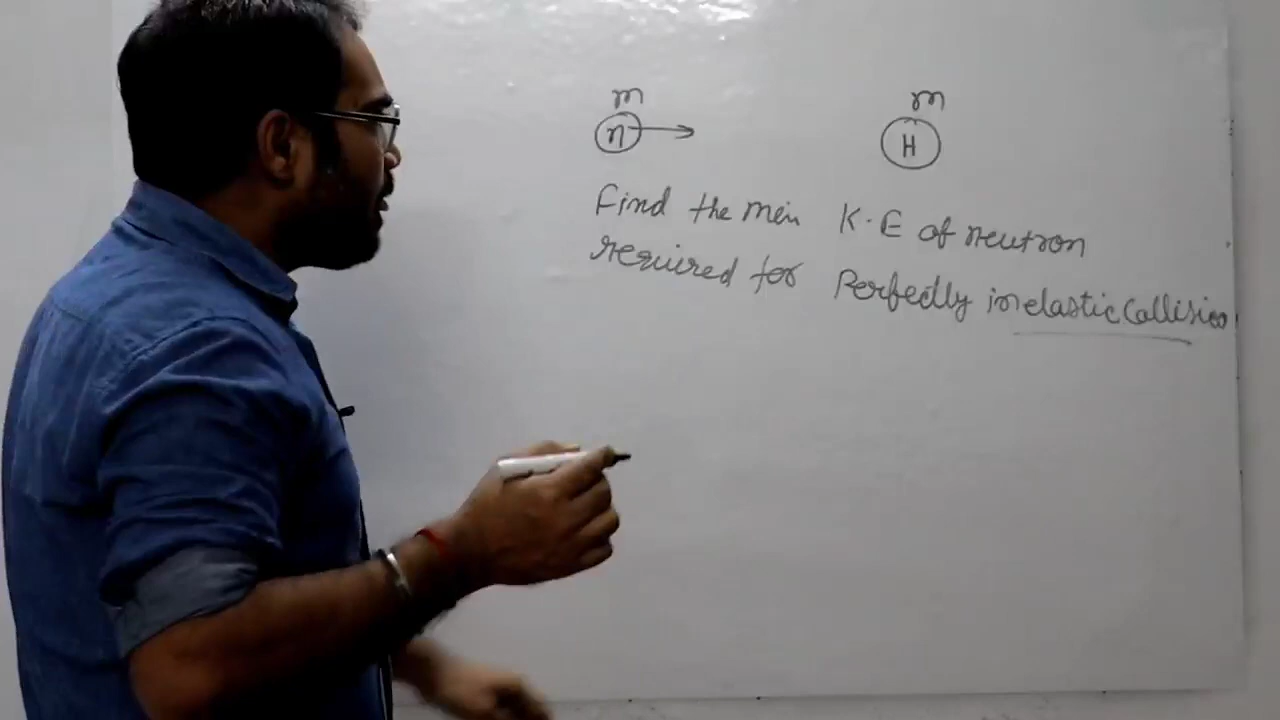 m m
n H
Find the min K.E of neutron
required for Perfectly inelastic Collision